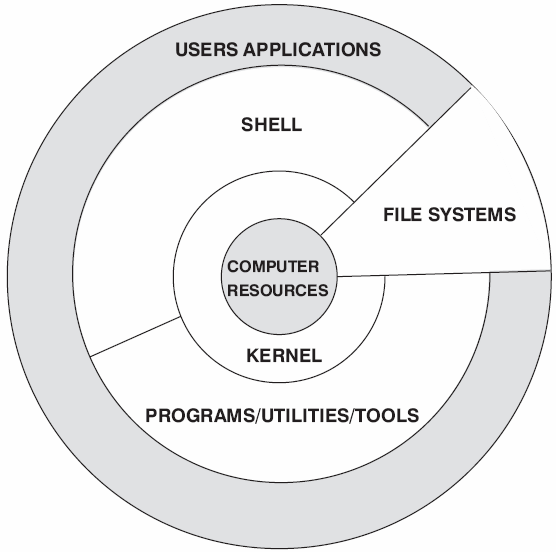 USERS APPLICATIONS
SHELL
FILE SYSTEMS
COMPUTER
RESOURCES
KERNEL
PROGRAMS/UTILITIES/TOOLS